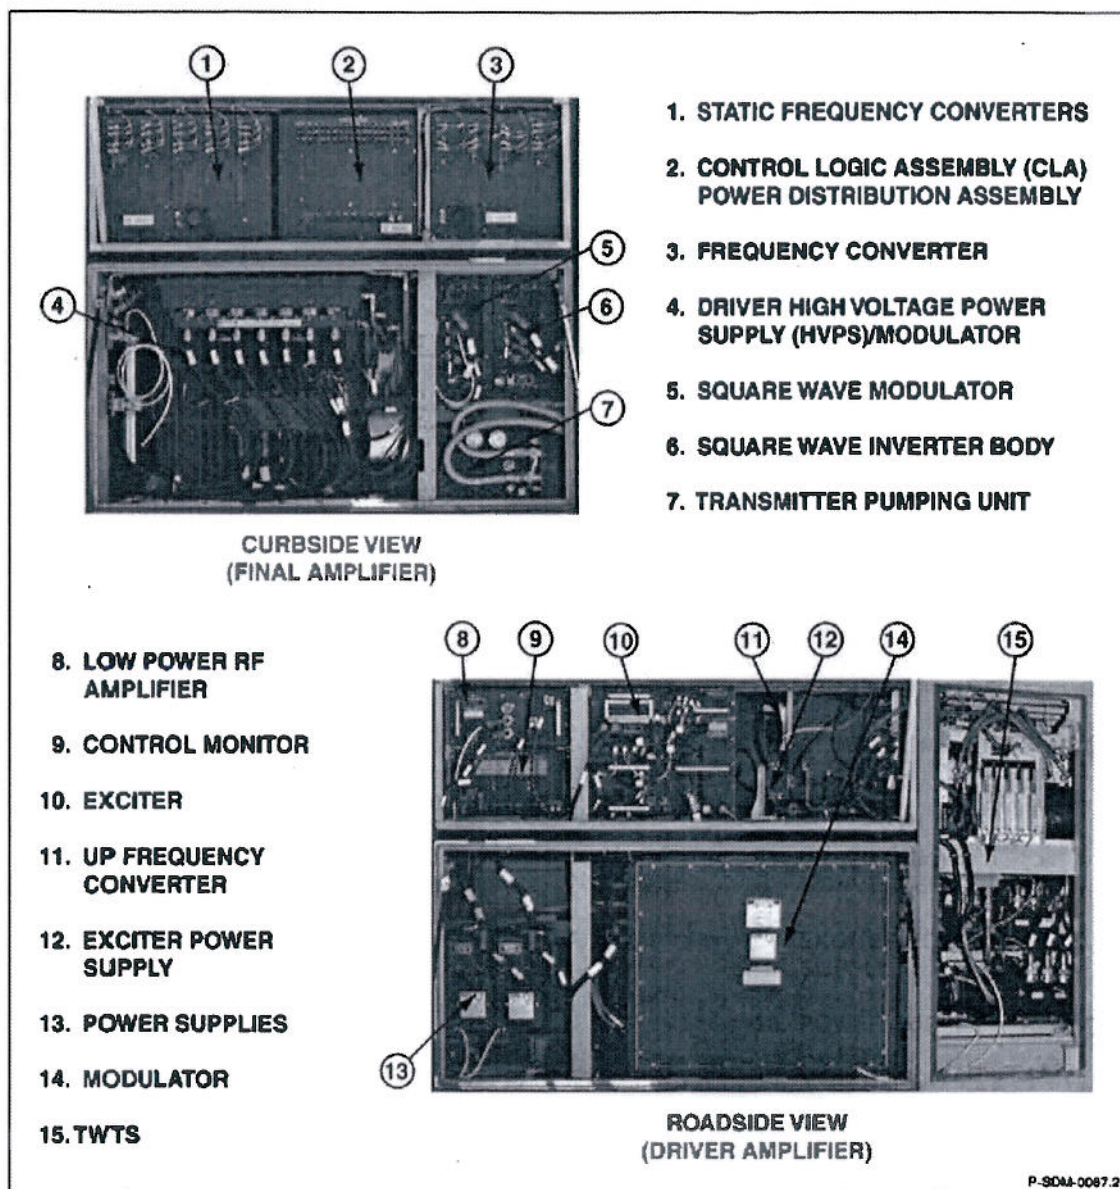 1
2
3
1. STATIC FREQUENCY CONVERTERS
2. CONTROL LOGIC ASSEMBLY (CLA)
POWER DISTRIBUTION ASSEMBLY
3. FREQUENCY CONVERTER
4. DRIVER HIGH VOLTAGE POWER
SUPPLY (HVPS)/MODULATOR
5. SQUARE WAVE MODULATOR
6. SQUARE WAVE INVERTER BODY
7. TRANSMITTER PUMPING UNIT
4
5
6
7
CURBSIDE VIEW
(FINAL AMPLIFIER)
8. LOW POWER RF
AMPLIFIER
9. CONTROL MONITOR
10. EXCITER
11. UP FREQUENCY
CONVERTER
12. EXCITER POWER
SUPPLY
13. POWER SUPPLIES
14. MODULATOR
15. TWTS
8
9
10
11
12
14
15
13
ROADSIDE VIEW
(DRIVER AMPLIFIER)
P-SDM-0067.2